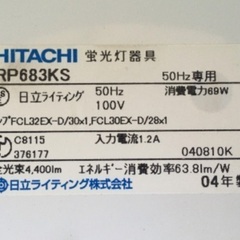 HITACHI 蛍光灯器具
RP683KS 50Hz専用
日立ライティング 50Hz 100V 消費電力69W
プFCL32EX-D/30x1,FCL30EX-D/28x1
C8115 376177 入力電流1.2A 040810K
光束4,400lm エネルギー消費効率63.8lm/W
日立ライティング株式会社 04年